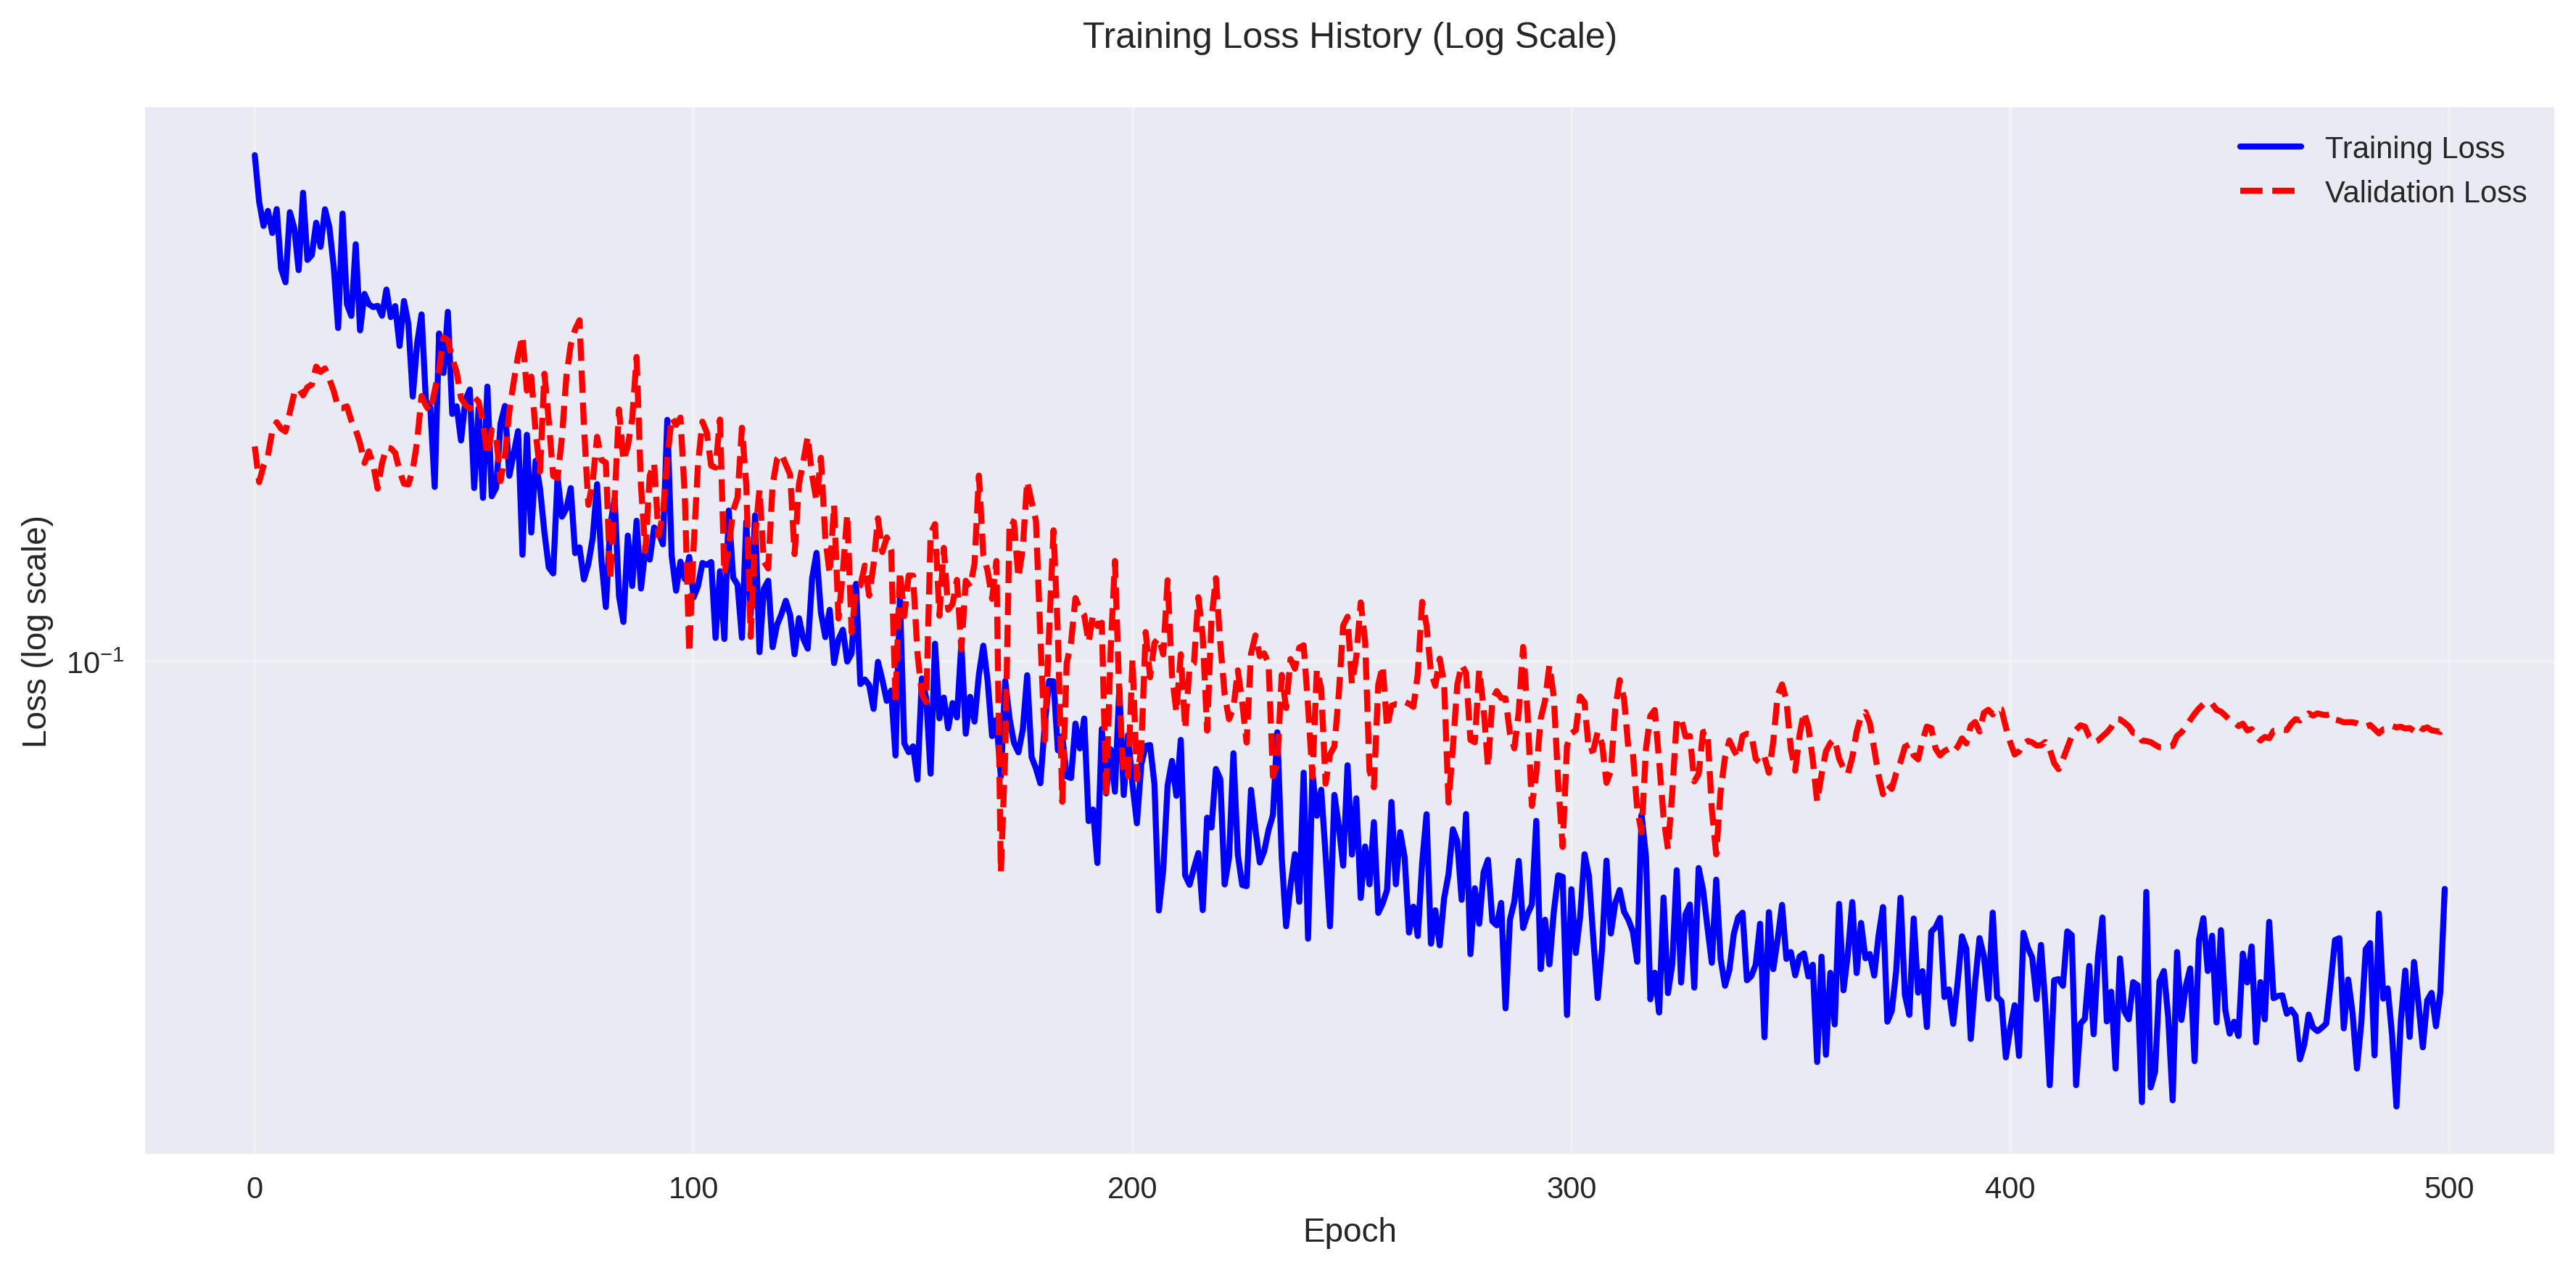 Training Loss History (Log Scale)
Training Loss
Validation Loss
Loss (log scale)
10⁻¹
0 100 200 300 400 500
Epoch